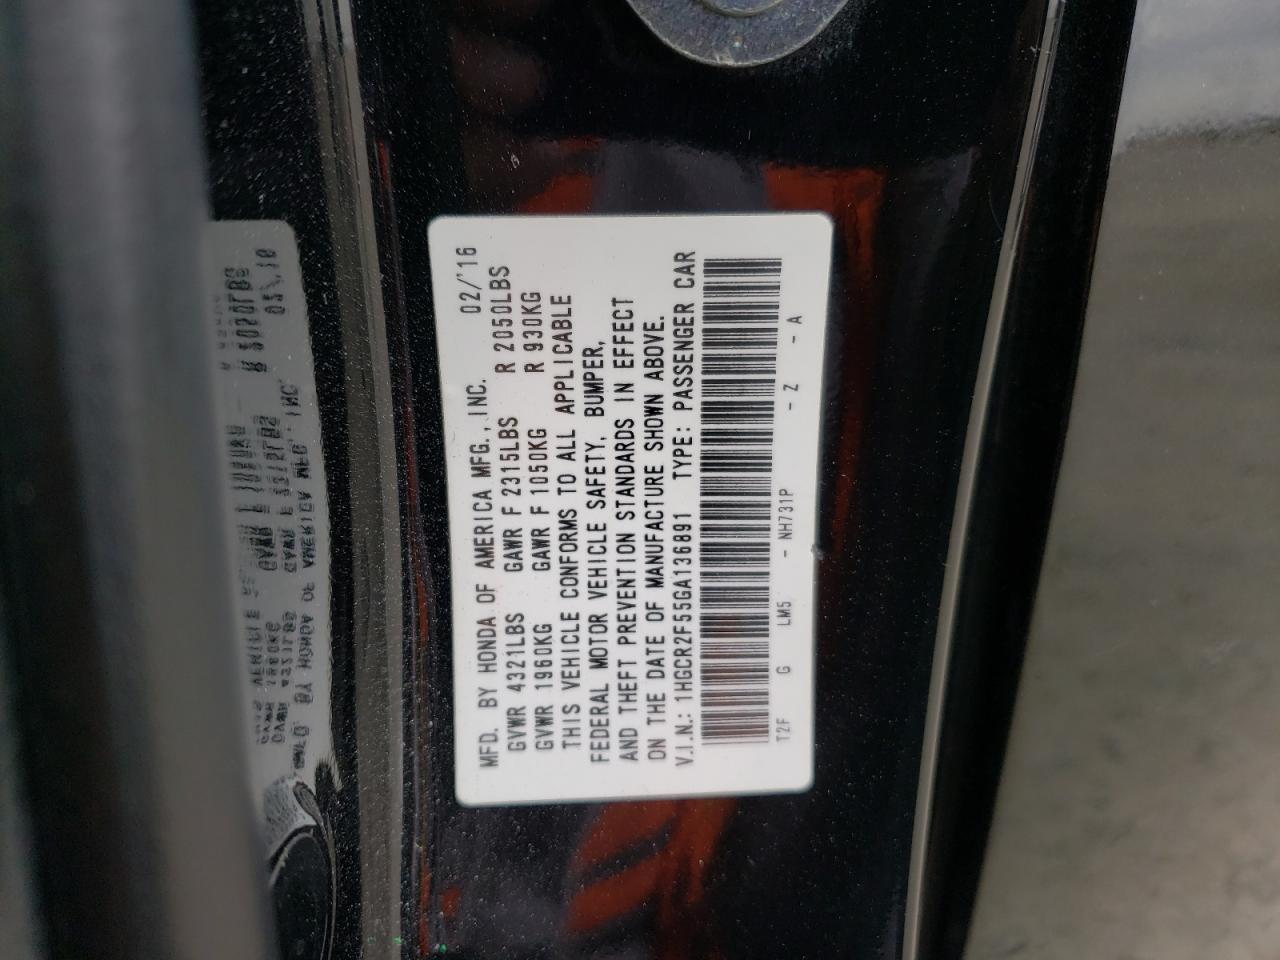 MFD. BY HONDA OF AMERICA MFG., INC. 02/'16
GVWR 4321LBS GAWR F 2315LBS R 2050LBS
GVWR 1960KG GAWR F 1050KG R 930KG
THIS VEHICLE CONFORMS TO ALL APPLICABLE
FEDERAL MOTOR VEHICLE SAFETY, BUMPER,
AND THEFT PREVENTION STANDARDS IN EFFECT
ON THE DATE OF MANUFACTURE SHOWN ABOVE.
V.I.N.: 1HGCR2F55GA136891 TYPE: PASSENGER CAR
T2F G LM5 - NH731P - Z - A